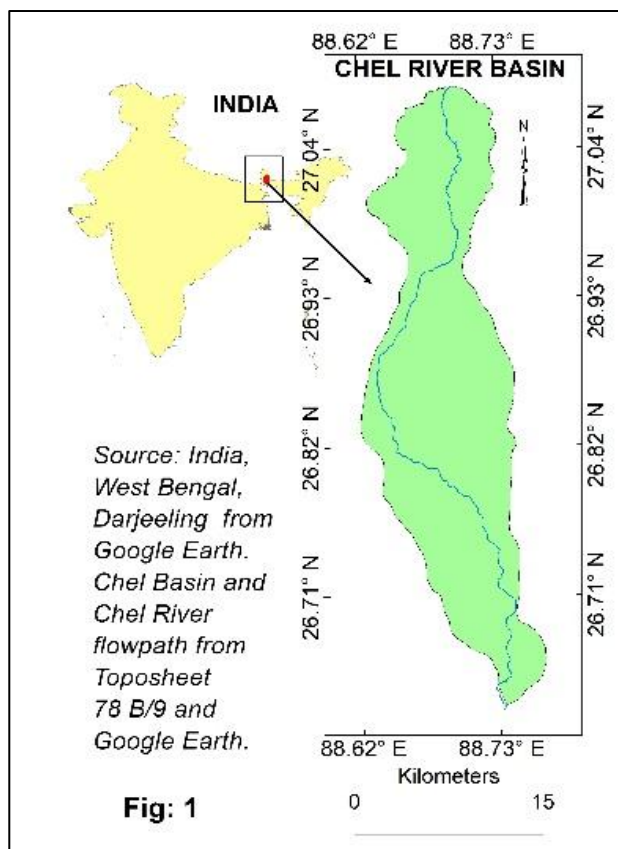 88.62° E 88.73° E
CHEL RIVER BASIN
INDIA
N
27.04° N
27.04° N
26.93° N
26.93° N
26.82° N
26.82° N
26.71° N
26.71° N
Source: India,
West Bengal,
Darjeeling from
Google Earth.
Chel Basin and
Chel River
flowpath from
Toposheet
78 B/9 and
Google Earth.
88.62° E 88.73° E
Kilometers
0 15
Fig: 1